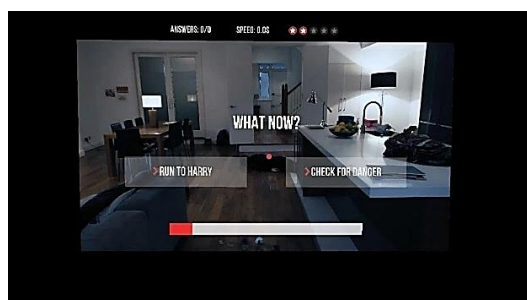 ANSWERS: 0/0 SPEED: 0.0S
WHAT NOW?
> RUN TO HARRY > CHECK FOR DANGER